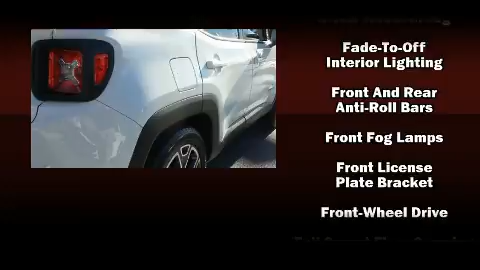 Fade-To-Off
Interior Lighting
Front And Rear
Anti-Roll Bars
Front Fog Lamps
Front License
Plate Bracket
Front-Wheel Drive